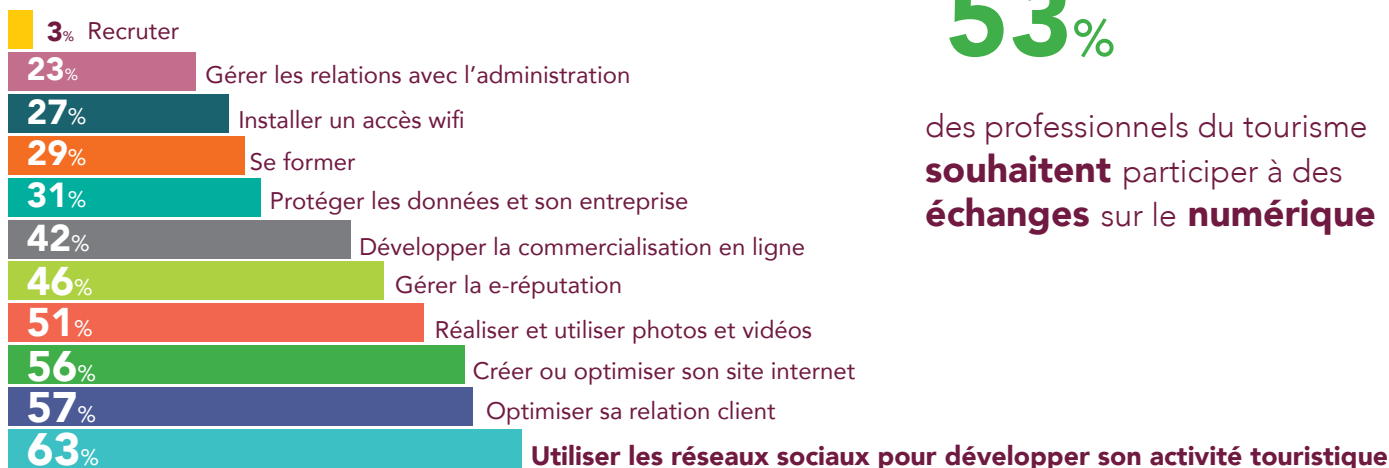 3% Recruter
23% Gérer les relations avec l'administration
27% Installer un accès wifi
29% Se former
31% Protéger les données et son entreprise
42% Développer la commercialisation en ligne
46% Gérer la e-réputation
51% Réaliser et utiliser photos et vidéos
56% Créer ou optimiser son site internet
57% Optimiser sa relation client
63% Utiliser les réseaux sociaux pour développer son activité touristique
53%
des professionnels du tourisme
souhaitent participer à des
échanges sur le numérique